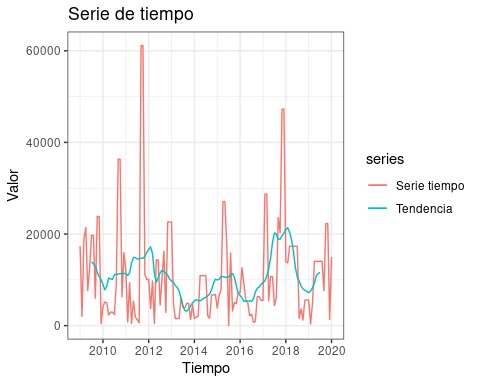 Serie de tiempo
60000
40000
20000
0
Valor
2010 2012 2014 2016 2018 2020
Tiempo
series
Serie tiempo
Tendencia